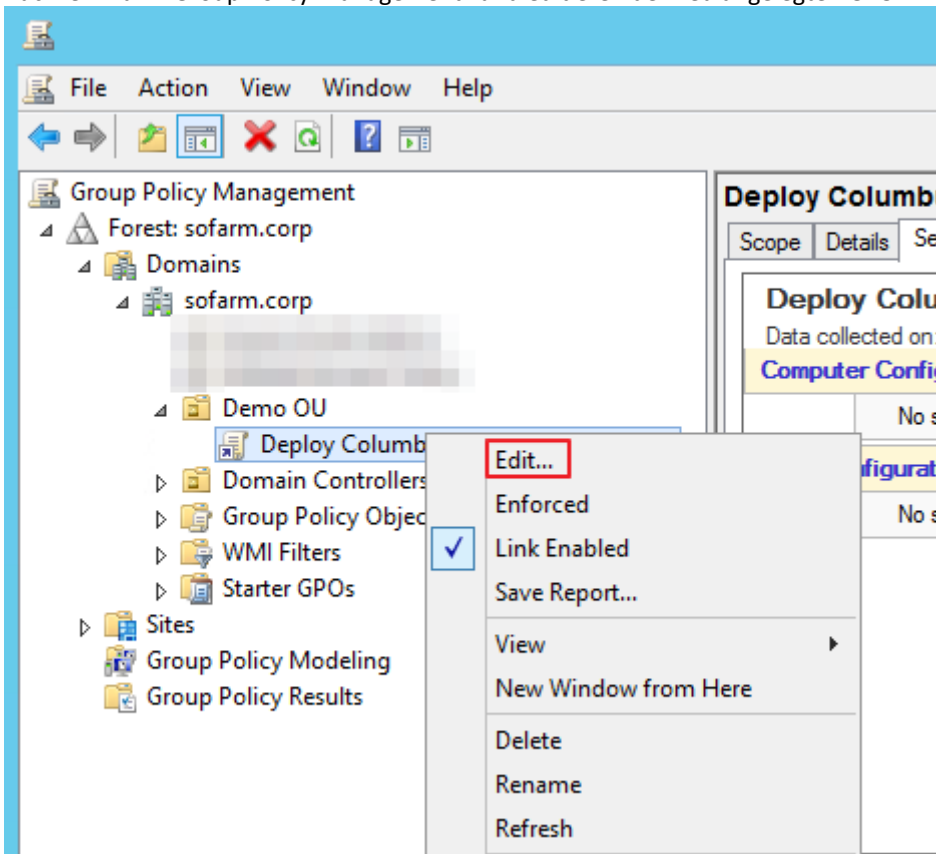 File Action View Window Help
Group Policy Management
Forest: sofarm.corp
Domains
sofarm.corp
Demo OU
Deploy Columb
Domain Controllers
Group Policy Objec
WMI Filters
Starter GPOs
Sites
Group Policy Modeling
Group Policy Results
Deploy Columb
Scope Details Se
Deploy Colu
Data collected on:
Computer Config
No s
figurat
No s
Edit...
Enforced
Link Enabled
Save Report...
View
New Window from Here
Delete
Rename
Refresh